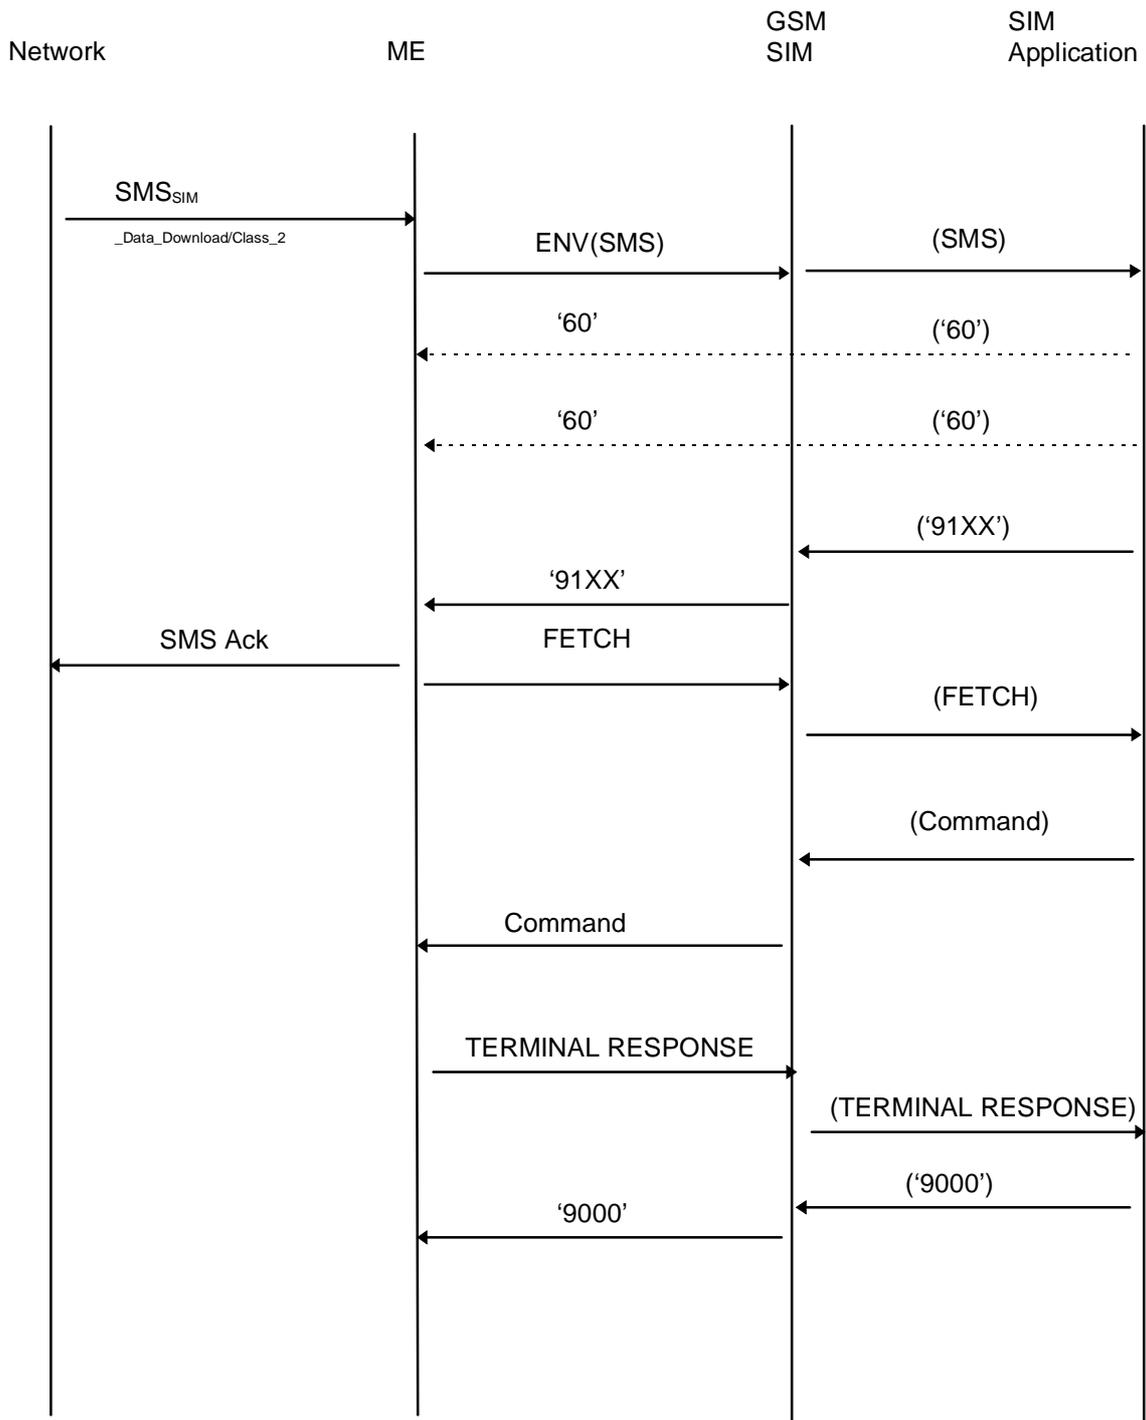 Network
ME
GSM
SIM
SIM
Application
SMSSIM
_Data_Download/Class_2
ENV(SMS)
(SMS)
‘60’
(‘60’)
‘60’
(‘60’)
(‘91XX’)
‘91XX’
SMS Ack
FETCH
(FETCH)
(Command)
Command
TERMINAL RESPONSE
(TERMINAL RESPONSE)
(‘9000’)
‘9000’